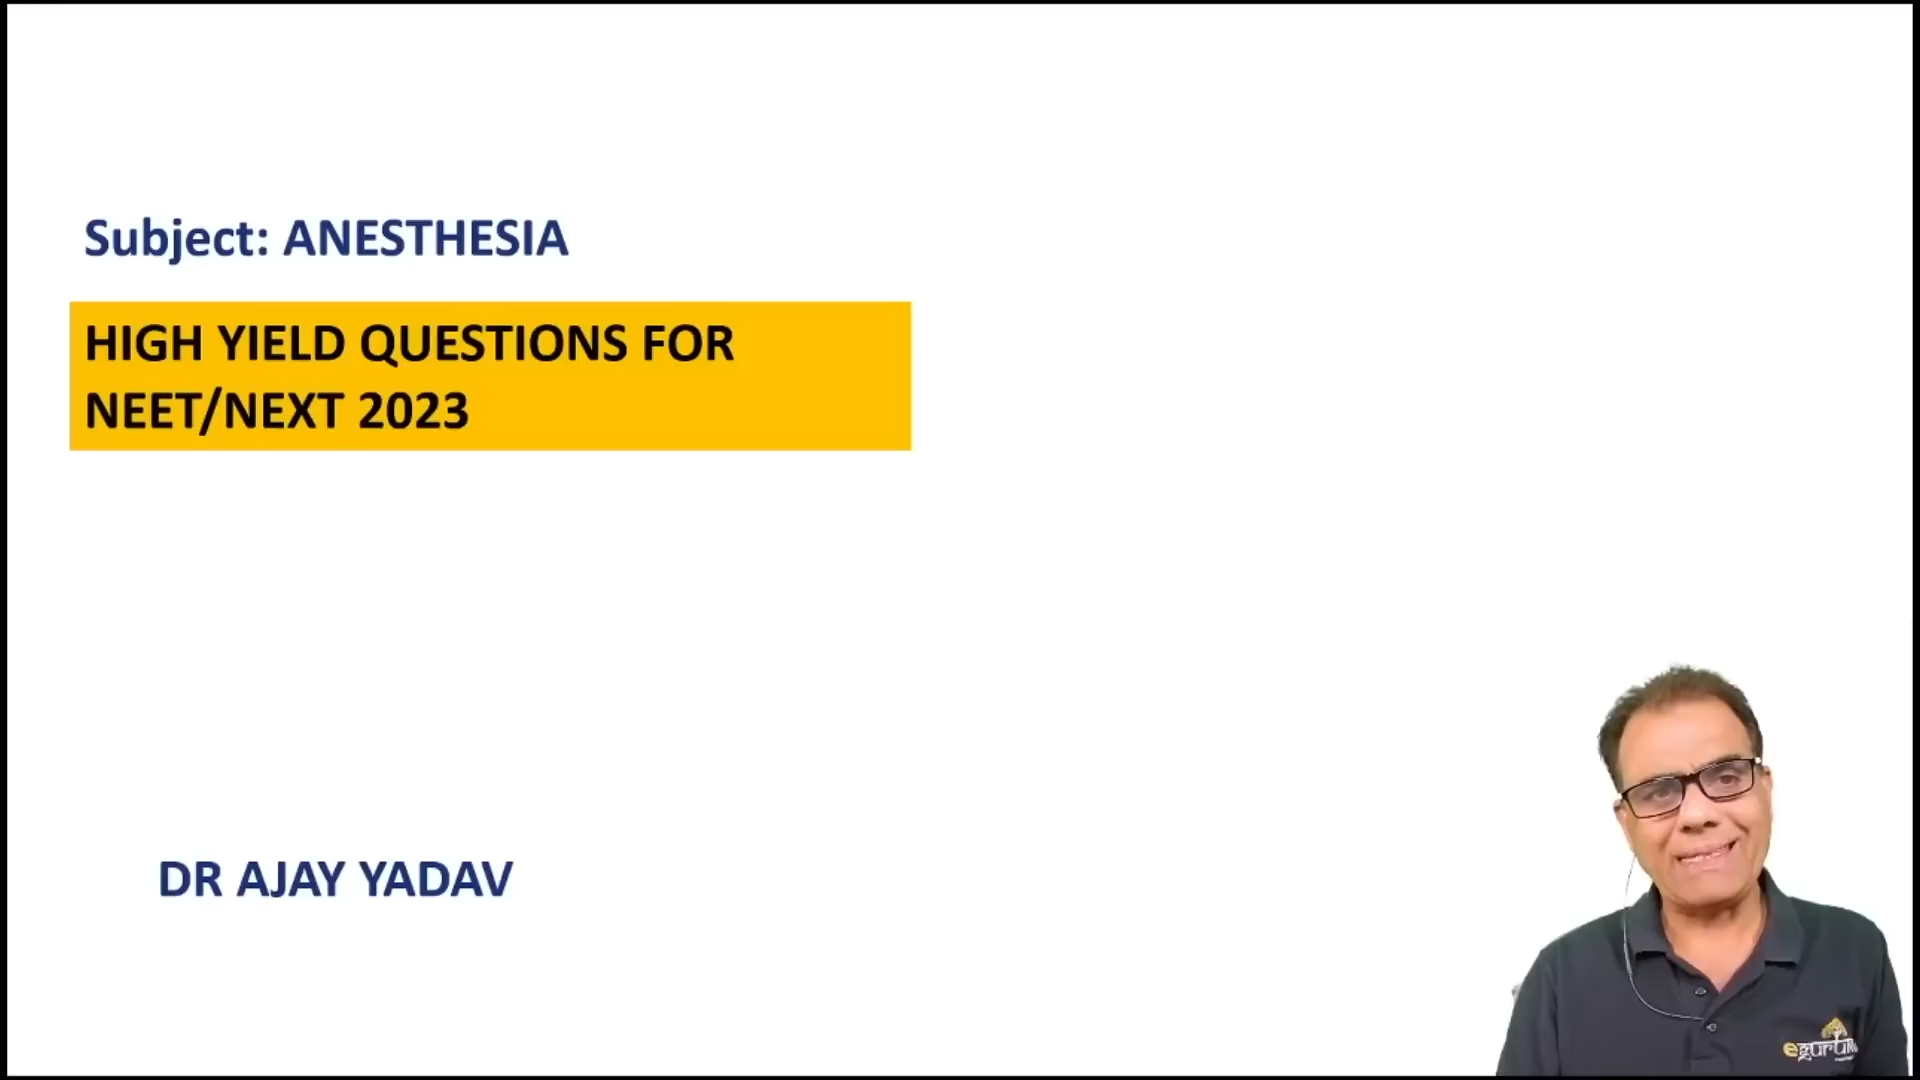 Subject: ANESTHESIA
HIGH YIELD QUESTIONS FOR
NEET/NEXT 2023
DR AJAY YADAV